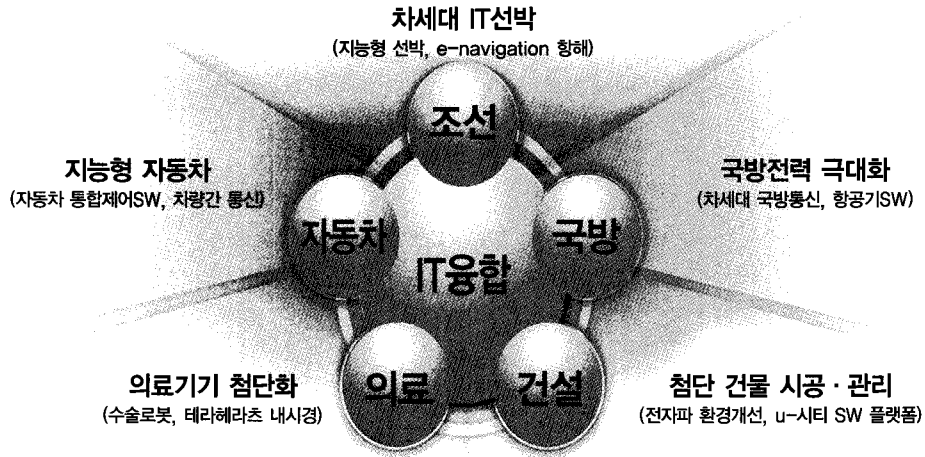 차세대 IT선박
(지능형 선박, e-navigation 항해)
조선
지능형 자동차
(자동차 통합제어SW, 차량간 통신)
국방전력 극대화
(차세대 국방통신, 항공기SW)
자동차
국방
IT융합
의료기기 첨단화
(수술로봇, 테라헤르츠 내시경)
의료
건설
첨단 건물 시공 · 관리
(전자파 환경개선, u-시티 SW 플랫폼)